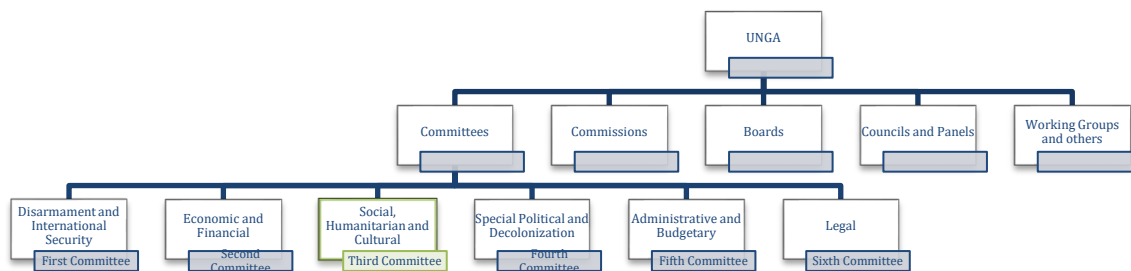 UNGA
Committees
Commissions
Boards
Councils and Panels
Working Groups
and others
Disarmament and
International
Security
First Committee
Economic and
Financial
Second
Committee
Social,
Humanitarian and
Cultural
Third Committee
Special Political and
Decolonization
Fourth
Committee
Administrative and
Budgetary
Fifth Committee
Legal
Sixth Committee